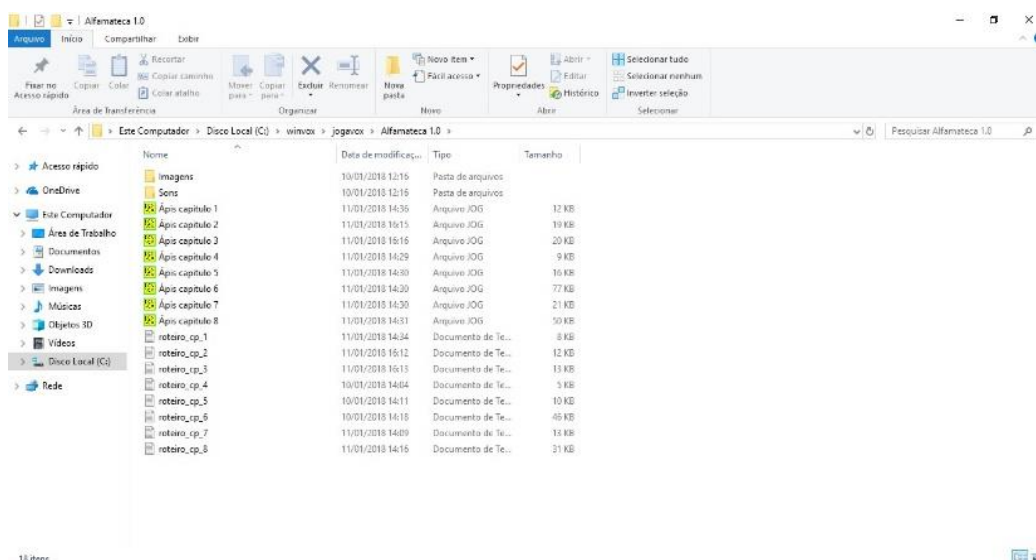 Alfamateca 1.0
Arquivo Início Compartilhar Exibir
Fixar no Acesso rápido
Copiar
Colar
Recortar
Copiar caminho
Colar atalho
Mover para
Copiar para
Excluir
Renomear
Nova pasta
Novo item
Fácil acesso
Propriedades
Abrir
Editar
Histórico
Selecionar tudo
Selecionar nenhum
Inverter seleção
Área de Transferência Organizar Novo Abrir Selecionar
Este Computador > Disco Local (C:) > winvox > jogavox > Alfamateca 1.0 >
Pesquisar Alfamateca 1.0
Acesso rápido
OneDrive
Este Computador
Área de Trabalho
Documentos
Downloads
Imagens
Músicas
Objetos 3D
Vídeos
Disco Local (C:)
Rede
Nome Data de modificaç... Tipo Tamanho
Imagens 10/01/2018 12:16 Pasta de arquivos
Sons 10/01/2018 12:16 Pasta de arquivos
Ápis capitulo 1 11/01/2018 14:36 Arquivo JOG 12 KB
Ápis capitulo 2 11/01/2018 16:15 Arquivo JOG 19 KB
Ápis capitulo 3 11/01/2018 16:16 Arquivo JOG 20 KB
Ápis capitulo 4 11/01/2018 14:29 Arquivo JOG 9 KB
Ápis capitulo 5 11/01/2018 14:30 Arquivo JOG 16 KB
Ápis capitulo 6 11/01/2018 14:30 Arquivo JOG 77 KB
Ápis capitulo 7 11/01/2018 14:30 Arquivo JOG 21 KB
Ápis capitulo 8 11/01/2018 14:31 Arquivo JOG 50 KB
roteiro_cp_1 11/01/2018 14:34 Documento de Te... 8 KB
roteiro_cp_2 11/01/2018 16:12 Documento de Te... 12 KB
roteiro_cp_3 11/01/2018 16:13 Documento de Te... 13 KB
roteiro_cp_4 10/01/2018 14:04 Documento de Te... 5 KB
roteiro_cp_5 10/01/2018 14:11 Documento de Te... 10 KB
roteiro_cp_6 10/01/2018 14:18 Documento de Te... 46 KB
roteiro_cp_7 11/01/2018 14:09 Documento de Te... 13 KB
roteiro_cp_8 11/01/2018 14:16 Documento de Te... 31 KB
18 itens